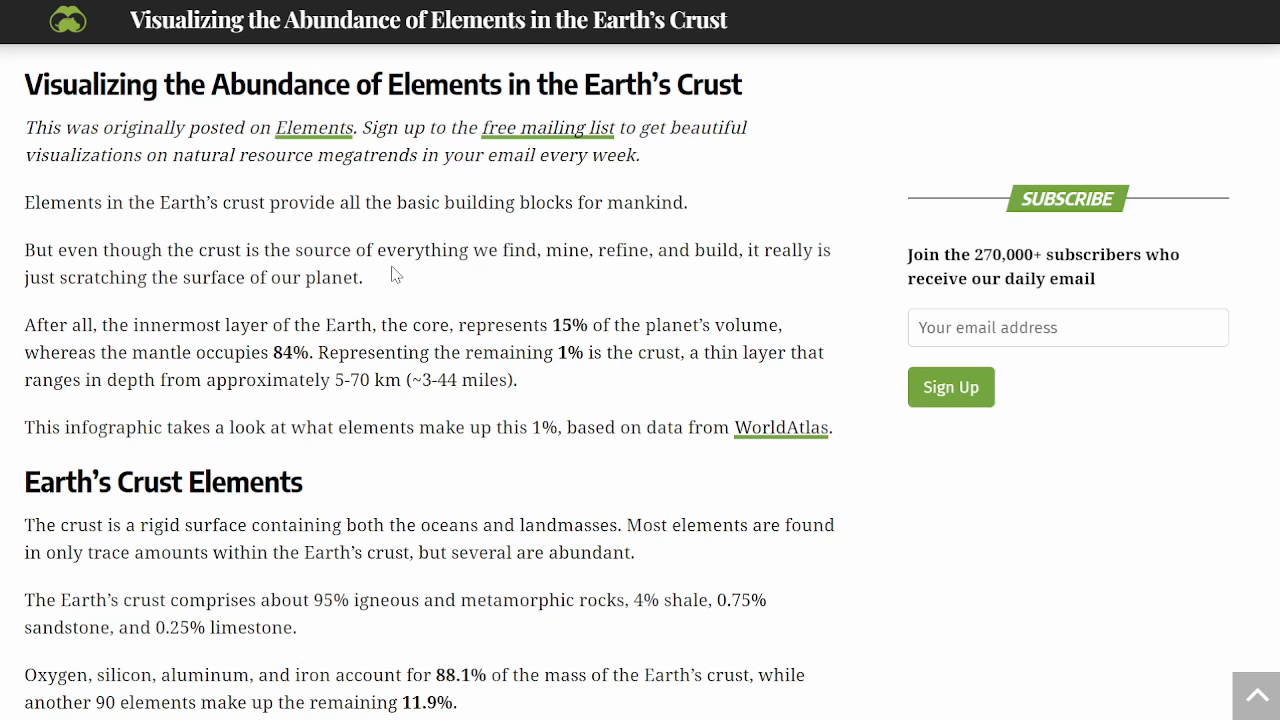 Visualizing the Abundance of Elements in the Earth’s Crust
Visualizing the Abundance of Elements in the Earth’s Crust
This was originally posted on Elements. Sign up to the free mailing list to get beautiful
visualizations on natural resource megatrends in your email every week.
Elements in the Earth’s crust provide all the basic building blocks for mankind.
But even though the crust is the source of everything we find, mine, refine, and build, it really is
just scratching the surface of our planet.
After all, the innermost layer of the Earth, the core, represents 15% of the planet’s volume,
whereas the mantle occupies 84%. Representing the remaining 1% is the crust, a thin layer that
ranges in depth from approximately 5-70 km (~3-44 miles).
This infographic takes a look at what elements make up this 1%, based on data from WorldAtlas.
Earth’s Crust Elements
The crust is a rigid surface containing both the oceans and landmasses. Most elements are found
in only trace amounts within the Earth’s crust, but several are abundant.
The Earth’s crust comprises about 95% igneous and metamorphic rocks, 4% shale, 0.75%
sandstone, and 0.25% limestone.
Oxygen, silicon, aluminum, and iron account for 88.1% of the mass of the Earth’s crust, while
another 90 elements make up the remaining 11.9%.
SUBSCRIBE
Join the 270,000+ subscribers who
receive our daily email
Your email address
Sign Up